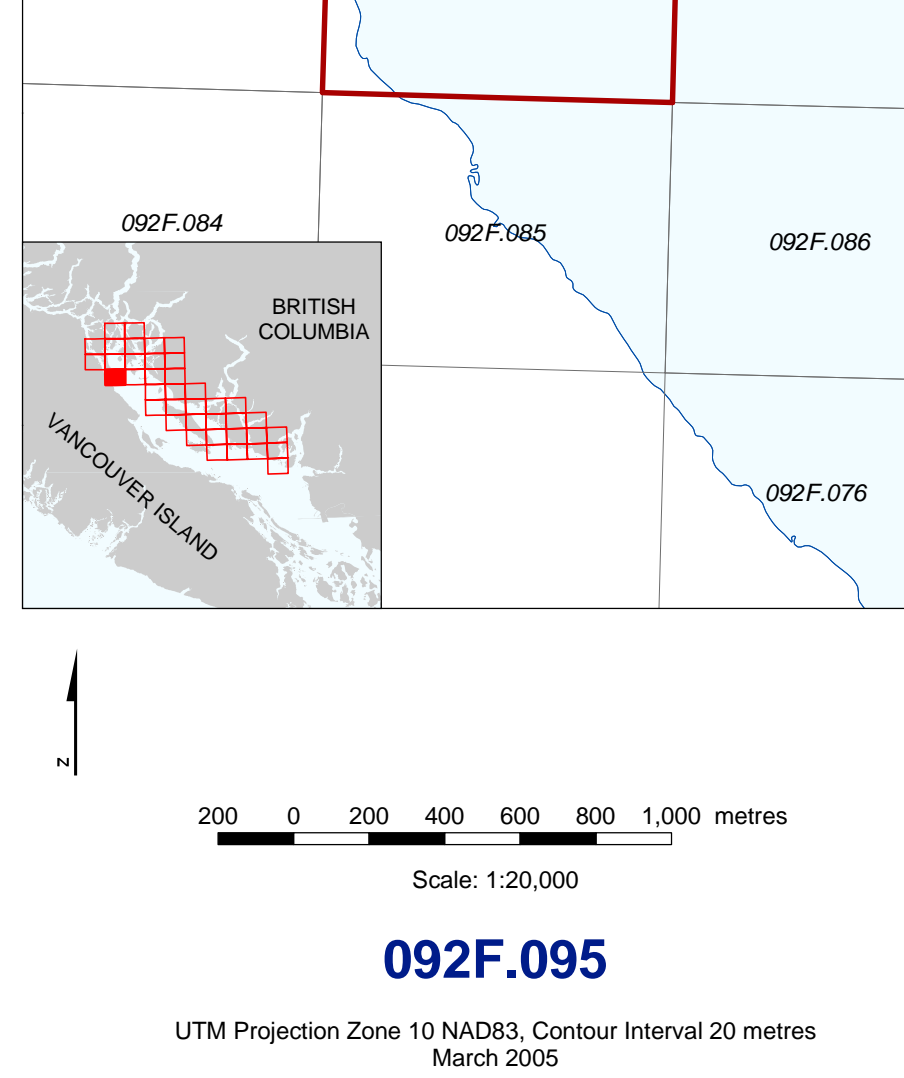 092F.084
092F.085
092F.086
BRITISH
COLUMBIA
VANCOUVER ISLAND
092F.076
N
200 0 200 400 600 800 1,000 metres
Scale: 1:20,000
092F.095
UTM Projection Zone 10 NAD83, Contour Interval 20 metres
March 2005